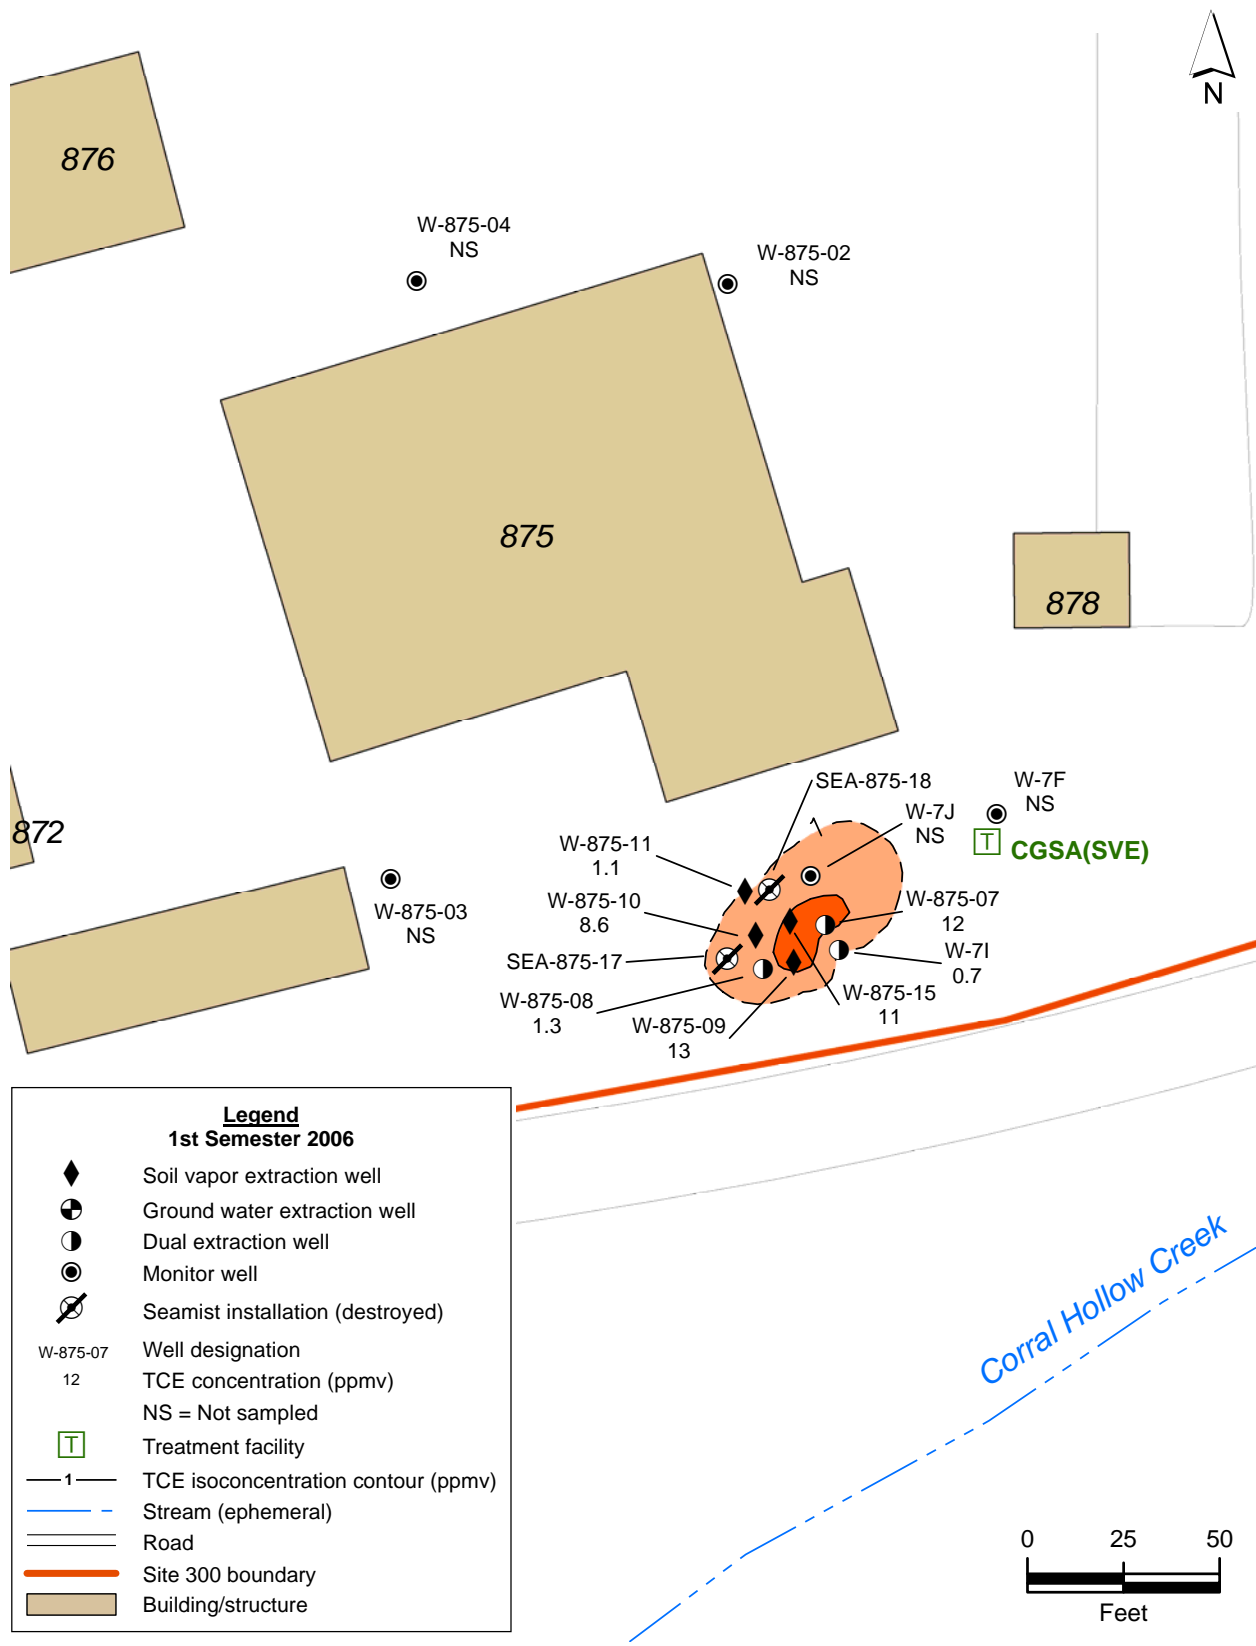 N
876
W-875-04
NS
W-875-02
NS
875
878
872
SEA-875-18
W-7F
NS
W-7J
NS
T CGSA(SVE)
W-875-11
1.1
1
W-875-10
8.6
W-875-07
12
W-875-03
NS
SEA-875-17
W-7I
0.7
W-875-08
1.3
W-875-15
11
W-875-09
13
Legend
1st Semester 2006
Soil vapor extraction well
Ground water extraction well
Dual extraction well
Monitor well
Seamist installation (destroyed)
W-875-07 Well designation
12 TCE concentration (ppmv)
NS = Not sampled
T Treatment facility
1 TCE isoconcentration contour (ppmv)
Stream (ephemeral)
Road
Site 300 boundary
Building/structure
Corral Hollow Creek
0 25 50
Feet